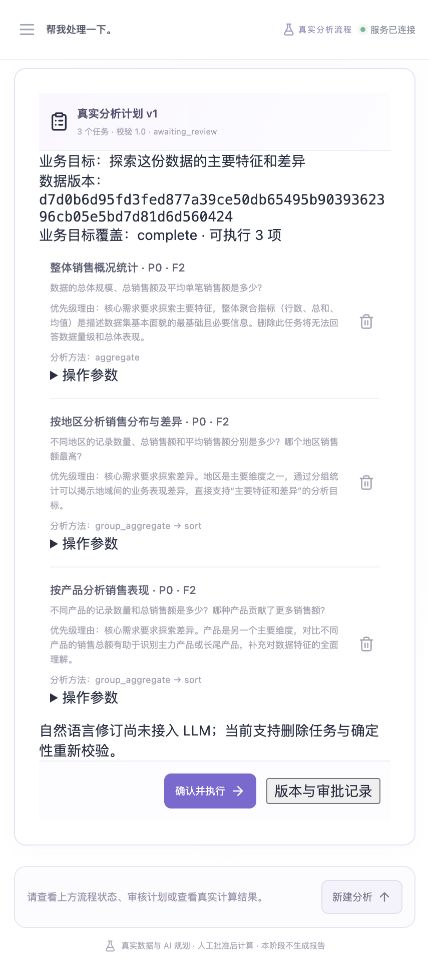 帮我处理一下。
真实分析流程
服务已连接
真实分析计划 v1
3 个任务 · 校验 1.0 · awaiting_review
业务目标：探索这份数据的主要特征和差异
数据版本：
d7d0b6d95fd3fed877a39ce50db65495b90393623
96cb05e5bd7d81d6d560424
业务目标覆盖：complete · 可执行 3 项
整体销售概况统计 · P0 · F2
数据的总体规模、总销售额及平均单笔销售额是多少？
优先级理由：核心需求要求探索主要特征，整体聚合指标（行数、总和、
均值）是描述数据集基本面貌的最基础且必要信息。删除此任务将无法回
答数据量级和总体表现。
分析方法：aggregate
▶ 操作参数
按地区分析销售分布与差异 · P0 · F2
不同地区的记录数量、总销售额和平均销售额分别是多少？哪个地区销售
额最高？
优先级理由：核心需求要求探索差异。地区是主要维度之一，通过分组统
计可以揭示地域间的业务表现差异，直接支持“主要特征和差异”的分析目
标。
分析方法：group_aggregate → sort
▶ 操作参数
按产品分析销售表现 · P0 · F2
不同产品的记录数量和总销售额是多少？哪种产品贡献了更多销售额？
优先级理由：核心需求要求探索差异。产品是另一个主要维度，对比不同
产品的销售总额有助于识别主力产品或长尾产品，补充对数据特征的全面
理解。
分析方法：group_aggregate → sort
▶ 操作参数
自然语言修订尚未接入 LLM；当前支持删除任务与确定
性重新校验。
确认并执行 →
版本与审批记录
请查看上方流程状态、审核计划或查看真实计算结果。
新建分析 ↑
真实数据与 AI 规划 · 人工批准后计算 · 本阶段不生成报告